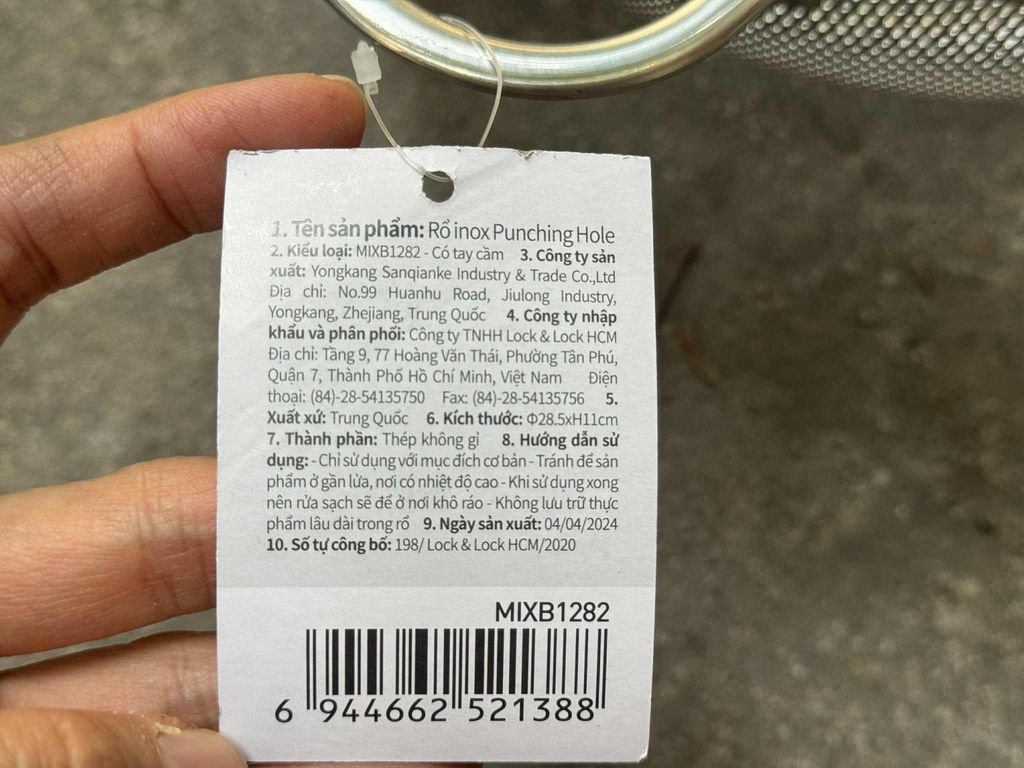 1. Tên sản phẩm: Rổ inox Punching Hole
2. Kiểu loại: MIXB1282 - Có tay cầm 3. Công ty sản
xuất: Yongkang Sanqianke Industry & Trade Co.,Ltd
Địa chỉ: No.99 Huanhu Road, Jiulong Industry,
Yongkang, Zhejiang, Trung Quốc 4. Công ty nhập
khẩu và phân phối: Công ty TNHH Lock & Lock HCM
Địa chỉ: Tầng 9, 77 Hoàng Văn Thái, Phường Tân Phú,
Quận 7, Thành Phố Hồ Chí Minh, Việt Nam Điện
thoại: (84)-28-54135750 Fax: (84)-28-54135756 5.
Xuất xứ: Trung Quốc 6. Kích thước: Φ28.5xH11cm
7. Thành phần: Thép không gỉ 8. Hướng dẫn sử
dụng: - Chỉ sử dụng với mục đích cơ bản - Tránh để sản
phẩm ở gần lửa, nơi có nhiệt độ cao - Khi sử dụng xong
nên rửa sạch sẽ để ở nơi khô ráo - Không lưu trữ thực
phẩm lâu dài trong rổ 9. Ngày sản xuất: 04/04/2024
10. Số tự công bố: 198/ Lock & Lock HCM/2020
MIXB1282
6 944662 521388